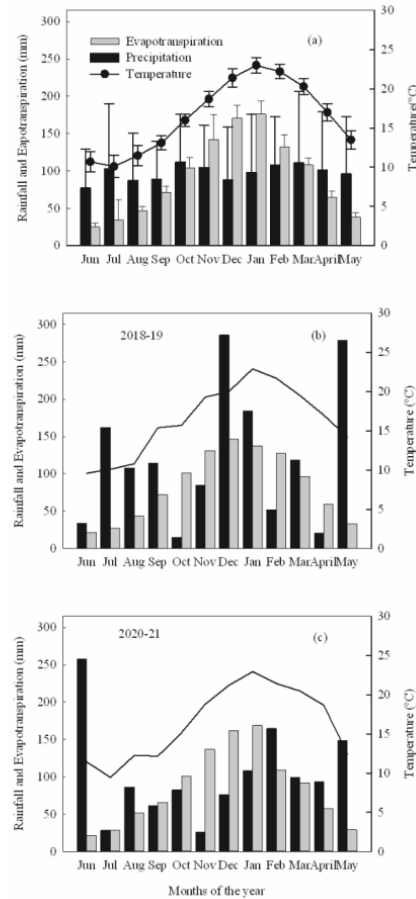 Rainfall and Eapotranspiration (mm)
300
250
200
150
100
50
0
Evapotranspiration
Precipitation
Temperature
(a)
30
25
20
15
10
5
0
Temperature(°C)
Jun Jul Aug Sep Oct Nov Dec Jan Feb Mar April May
Rainfall and Evapotranspiration (mm)
300
250
200
150
100
50
0
2018-19
(b)
30
25
20
15
10
5
0
Temperature (°C)
Jun Jul Aug Sep Oct Nov Dec Jan Feb Mar April May
Rainfall and Evapotranspiration (mm)
300
250
200
150
100
50
0
2020-21
(c)
30
25
20
15
10
5
0
Temperature (°C)
Jun Jul Aug Sep Oct Nov Dec Jan Feb Mar April May
Months of the year